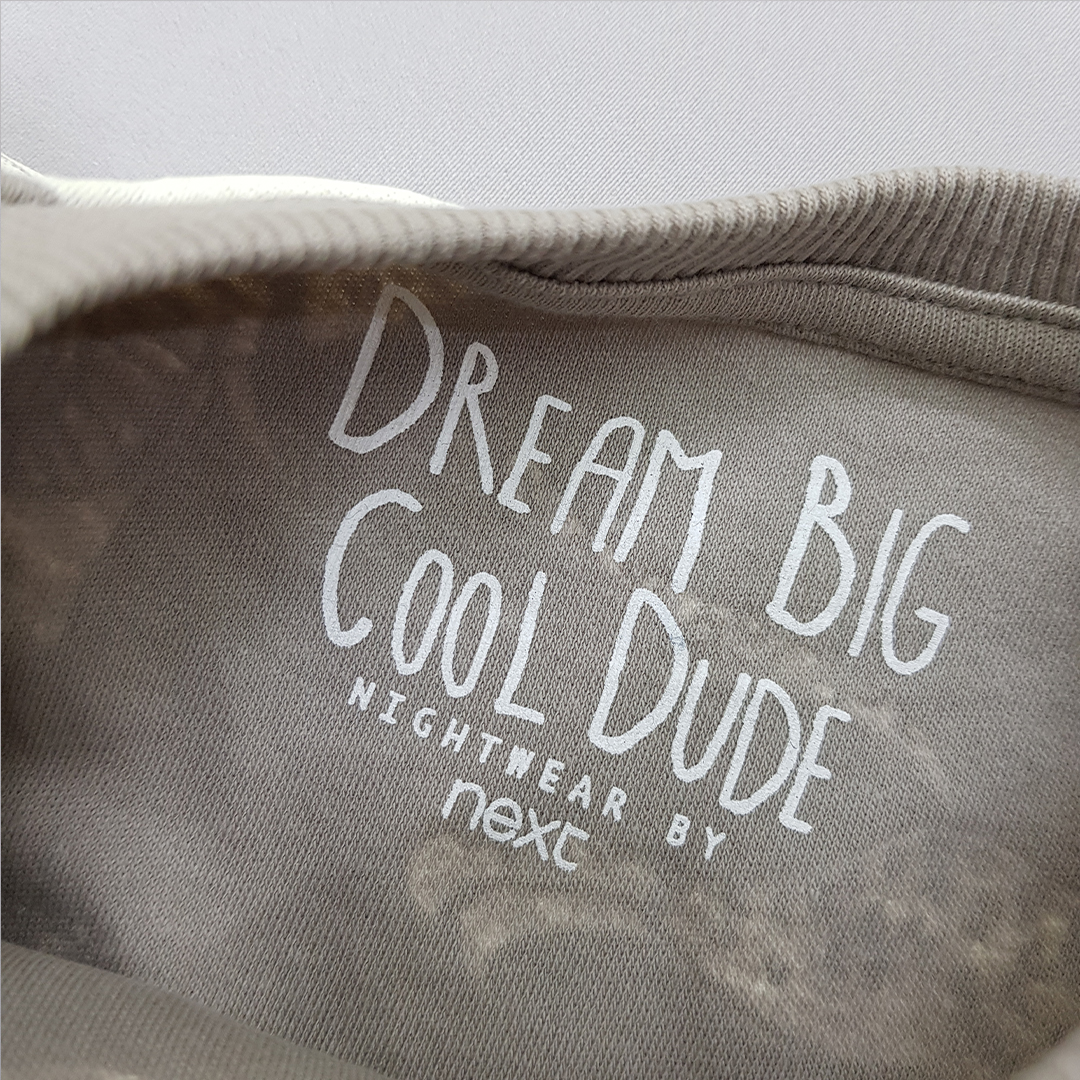 DREAM BIG
COOL DUDE
NIGHTWEAR BY
next